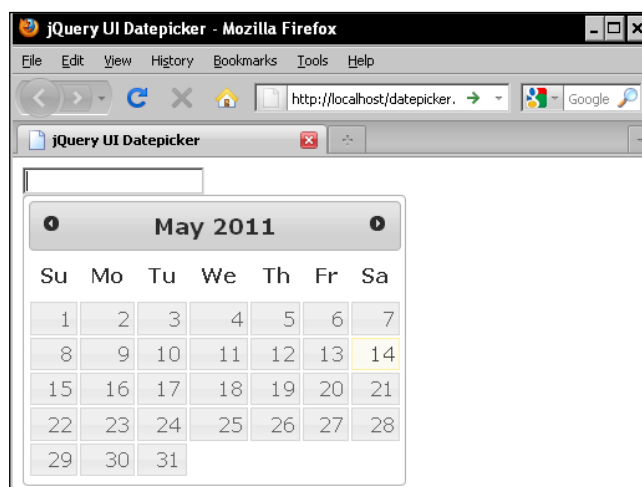 jQuery UI Datepicker - Mozilla Firefox
File Edit View History Bookmarks Tools Help
http://localhost/datepicker. Google
jQuery UI Datepicker
May 2011
Su Mo Tu We Th Fr Sa
1 2 3 4 5 6 7
8 9 10 11 12 13 14
15 16 17 18 19 20 21
22 23 24 25 26 27 28
29 30 31